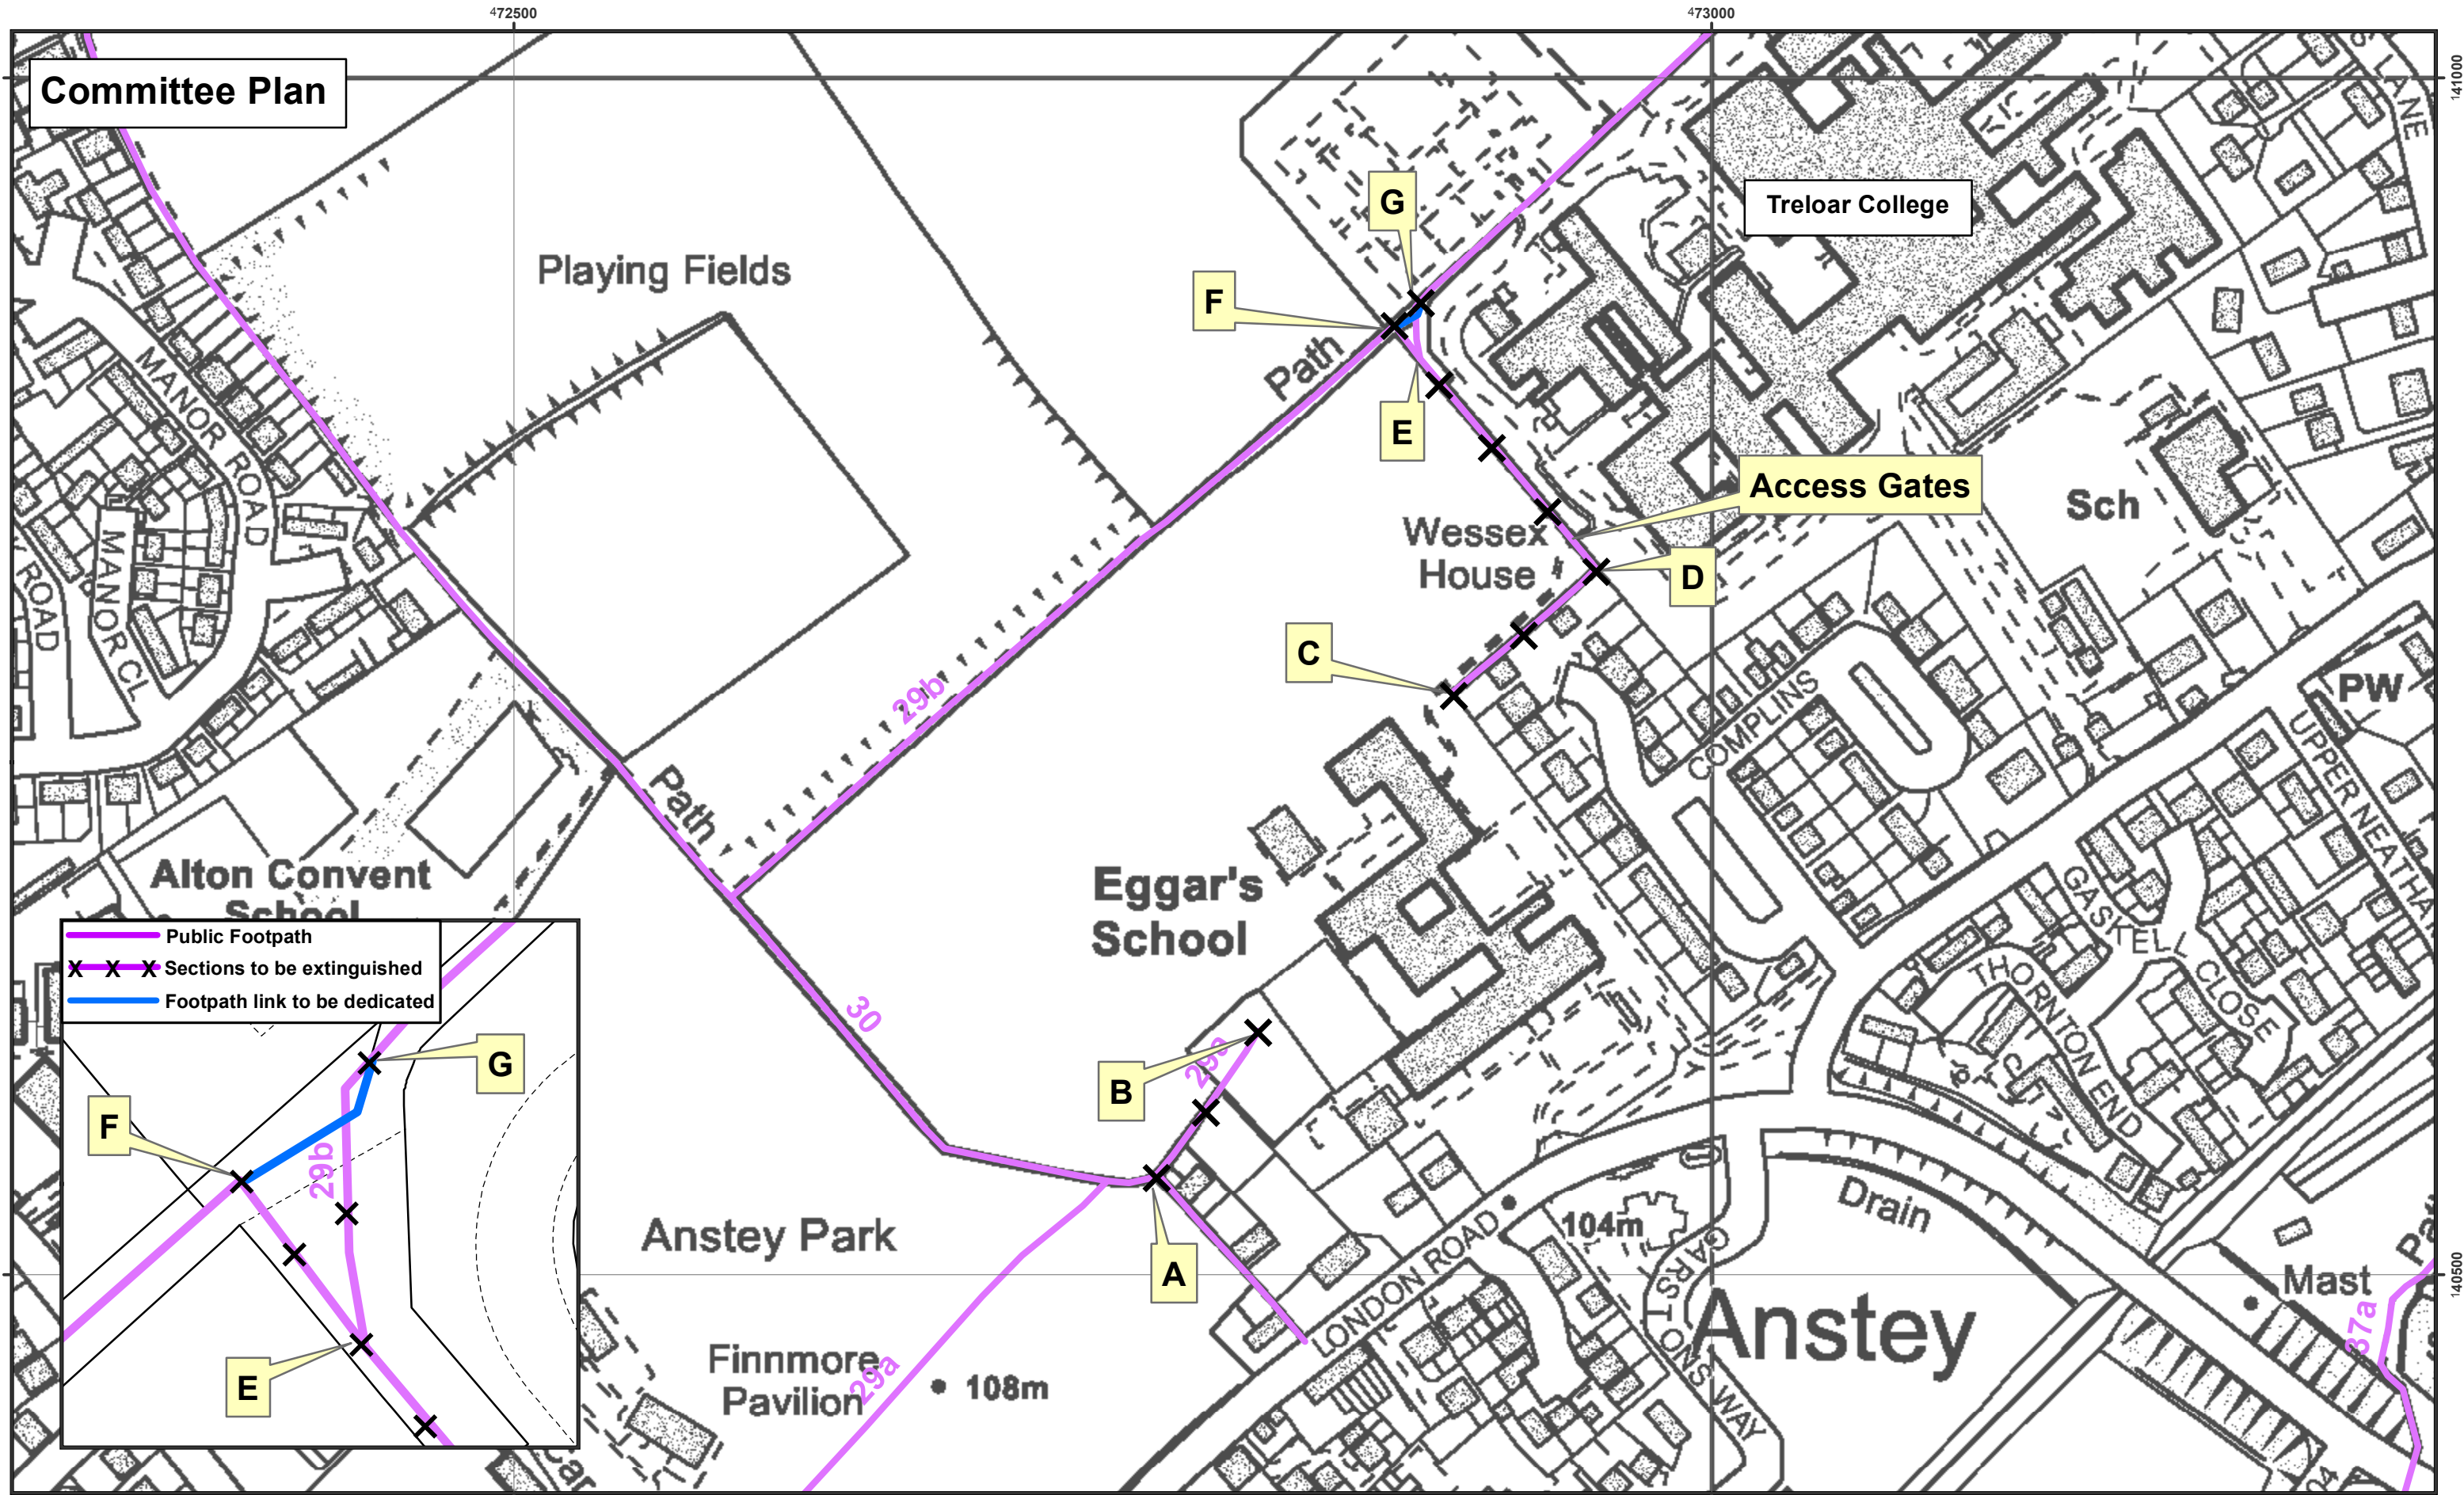 472500
473000
Committee Plan
141000
LANE
G
Treloar College
Playing Fields
F
Path
MANOR ROAD
E
Access Gates
Sch
Wessex
House
D
MANOR CL
ROAD
C
PW
29b
COMPLINS
UPPER NEATHAM
Path
Alton Convent
School
Eggar's
School
GASKELL CLOSE
THORNTON END
Public Footpath
X X X Sections to be extinguished
Footpath link to be dedicated
30
G
B
29a
F
29b
Drain
104m
LONDON ROAD
GARSTONS WAY
Anstey Park
A
Mast
140500
Anstey
37a
E
Finnmore
Pavilion
29a
108m